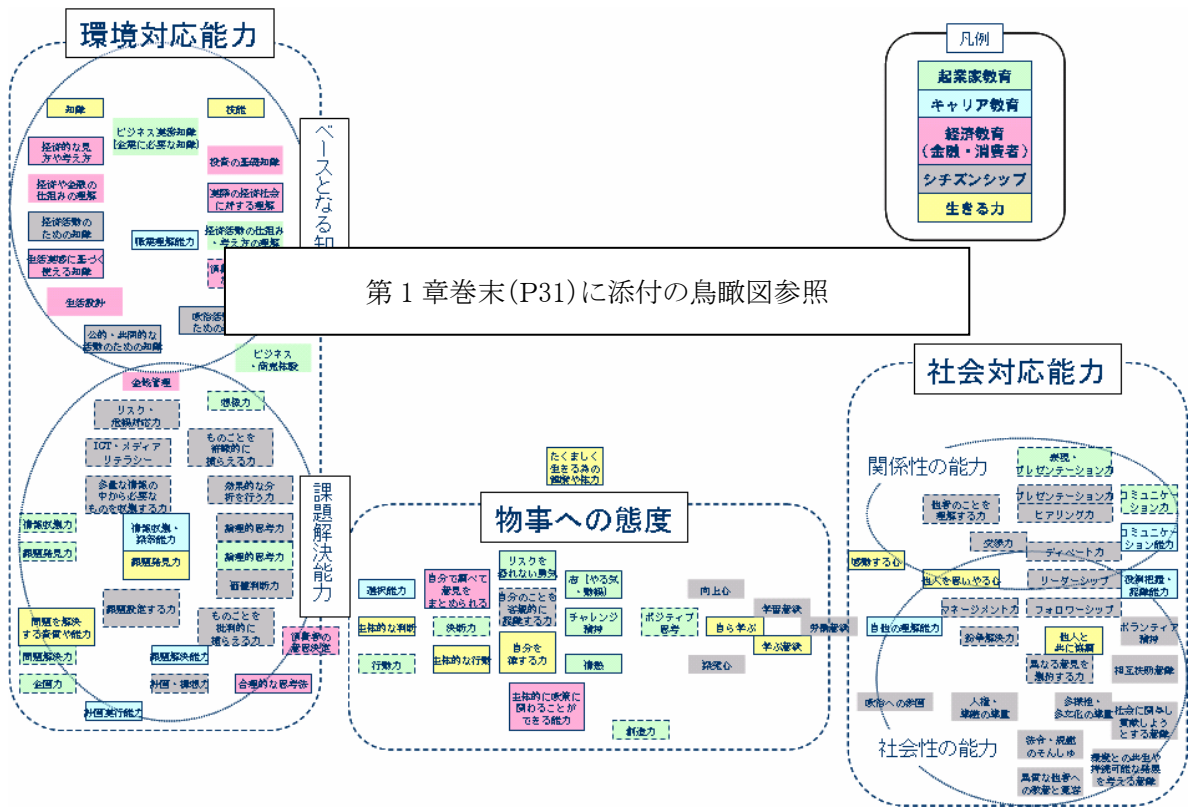 環境対応能力
凡例
起業家教育
キャリア教育
経済教育
(金融・消費者)
シチズンシップ
生きる力
知識
技能
ビジネス実務知識
(企業に必要な知識)
ベースとなる知
経済的な見
方や考え方
投資の基礎知識
経済や金融の
仕組みの理解
実際の経済社会
に対する理解
経済活動の
ための知識
職業理解能力
経済活動の仕組み
・考え方の理解
生活実感に基づく
使える知識
第1章巻末(P31)に添付の鳥瞰図参照
生活設計
ための
公的・共同的な
活動のための知識
ビジネス
・商売体験
金銭管理
想像力
リスク・
危機対応力
ICT・メディア
リテラシー
ものごとを
俯瞰的に
捉らえる力
多量な情報の
中から必要な
ものを収集する力
効果的な分
析を行う力
課題解決能力
情報収集力
情報収集・
探索能力
論理的思考力
課題発見力
課題発見力
論理的思考力
価値判断力
課題設定する力
ものごとを
批判的に
捉らえる力
問題を解決
する資質や能力
消費者の
意思決定
問題解決力
課題解決能力
企画力
計画・構想力
合理的な思考法
計画実行能力
たくましく
生きる為の
健康や体力
物事への態度
リスクを
恐れない勇気
選択能力
自分で調べて
意見を
まとめられる
自分のことを
客観的に
認識する力
志(やる気
・動機)
向上心
チャレンジ
精神
ポジティブ
思考
学習意欲
主体的な判断
決断力
自ら学ぶ
労働意欲
行動力
主体的な行動
自分を
律する力
情熱
探究心
学ぶ意欲
主体的に政策に
関わることが
できる能力
創造力
社会対応能力
関係性の能力
表現・
プレゼンテーション力
他者のことを
理解する力
プレゼンテーション力
ヒアリング力
コミュニケー
ション力
交渉力
ディベート力
コミュニケー
ション能力
感動する心
他人を思いやる心
リーダーシップ
役割把握・
認識能力
自他の理解能力
マネージメント力
フォロワーシップ
紛争解決力
他人と
共に協調
ボランティア
精神
異なる意見を
集約する力
相互扶助意識
政治への参画
人権・
尊厳の尊重
多様性・
多文化の尊重
社会に関与し
貢献しよう
とする意識
社会性の能力
法令・規範
のそんしゅ
環境との共生や
持続可能な発展
を考える意識
異質な他者へ
の敬意と寛容